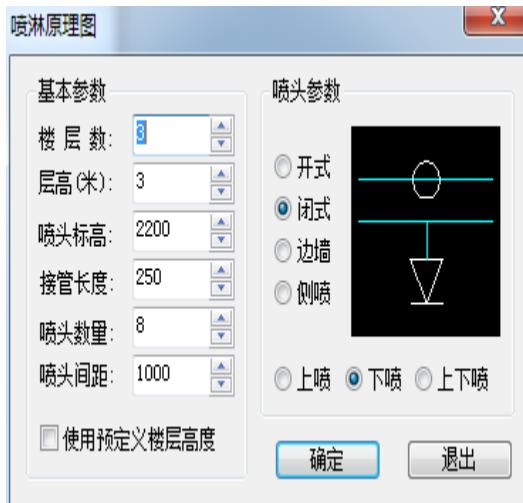 喷淋原理图
X
基本参数
楼 层 数: 3
层高(米): 3
喷头标高: 2200
接管长度: 250
喷头数量: 8
喷头间距: 1000
使用预定义楼层高度
喷头参数
开式
闭式
边墙
侧喷
上喷 下喷 上下喷
确定 退出